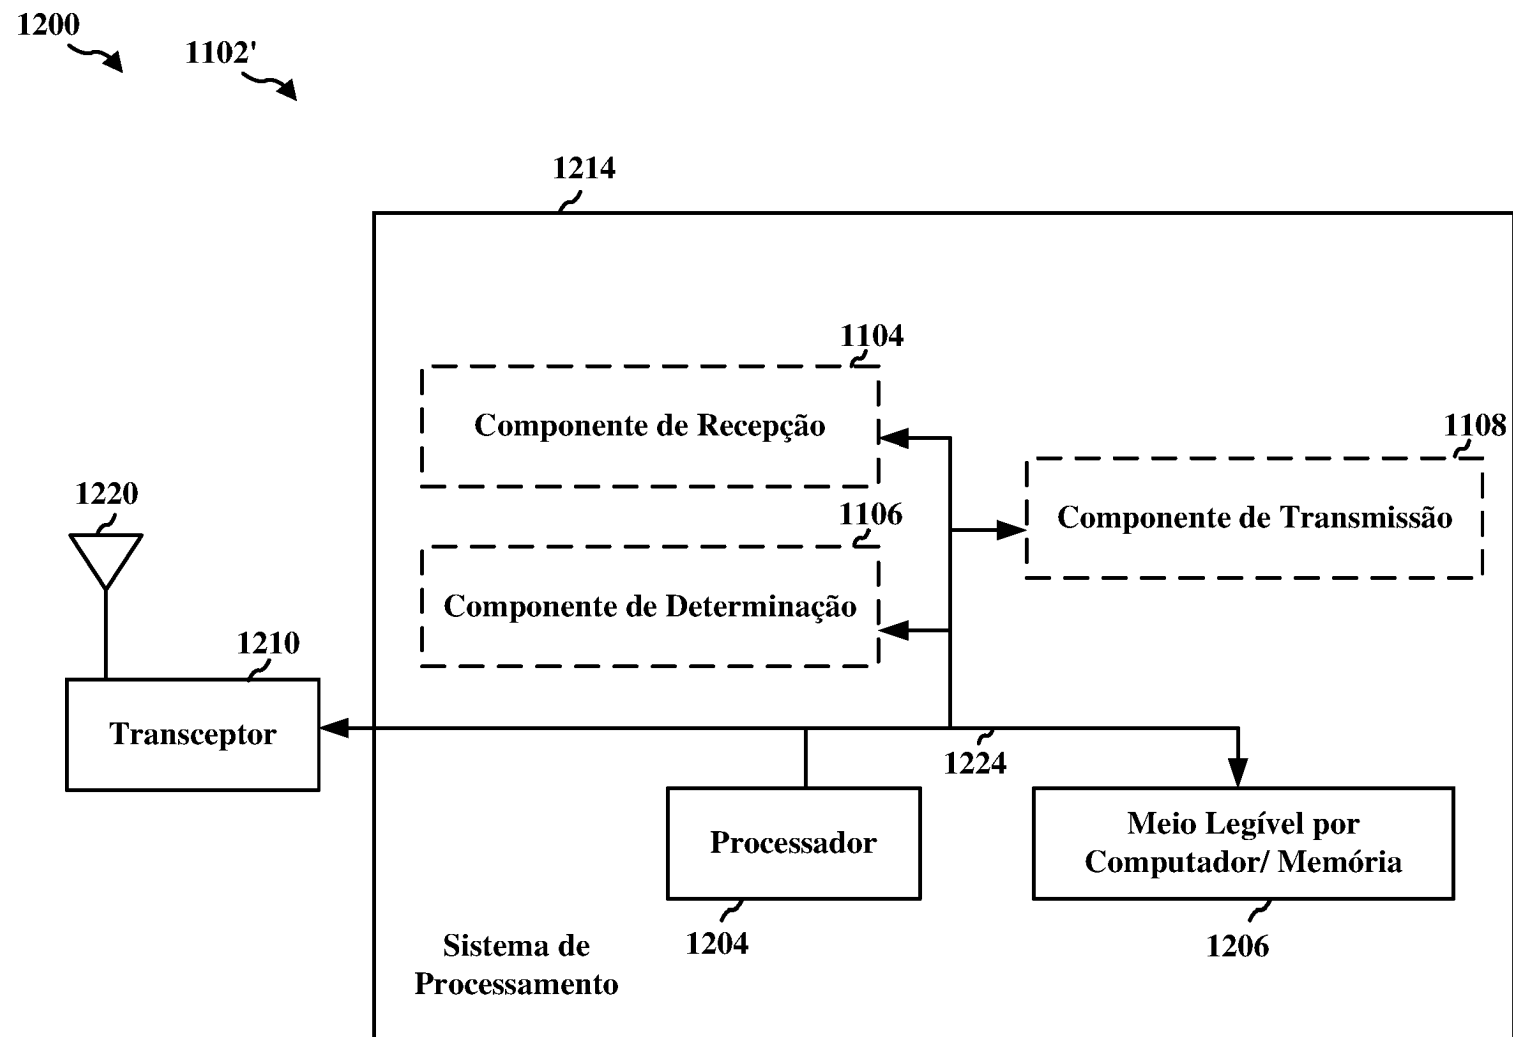 1200
1102'
1214
1104
Componente de Recepção
1108
Componente de Transmissão
1220
1106
Componente de Determinação
1210
Transceptor
1224
Processador
Meio Legível por
Computador/ Memória
1204
1206
Sistema de
Processamento